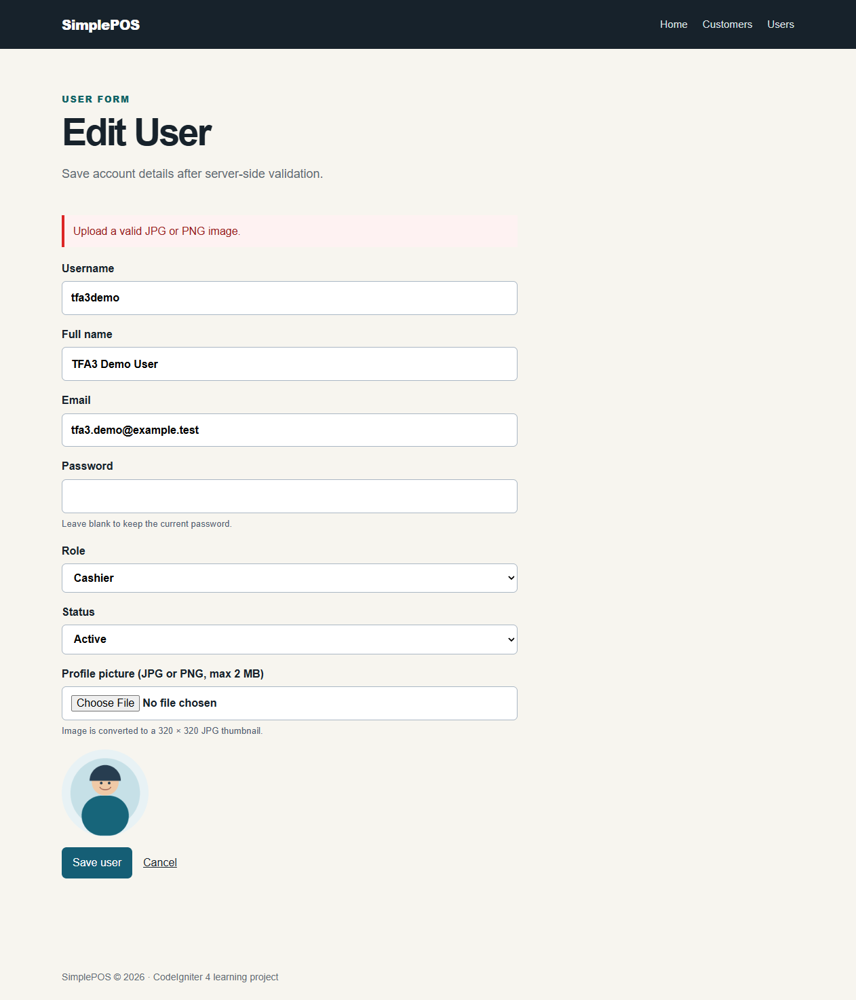 SimplePOS
Home Customers Users
USER FORM
Edit User
Save account details after server-side validation.
Upload a valid JPG or PNG image.
Username
tfa3demo
Full name
TFA3 Demo User
Email
tfa3.demo@example.test
Password
Leave blank to keep the current password.
Role
Cashier
Status
Active
Profile picture (JPG or PNG, max 2 MB)
Choose File No file chosen
Image is converted to a 320 × 320 JPG thumbnail.
Save user Cancel
SimplePOS © 2026 · CodeIgniter 4 learning project